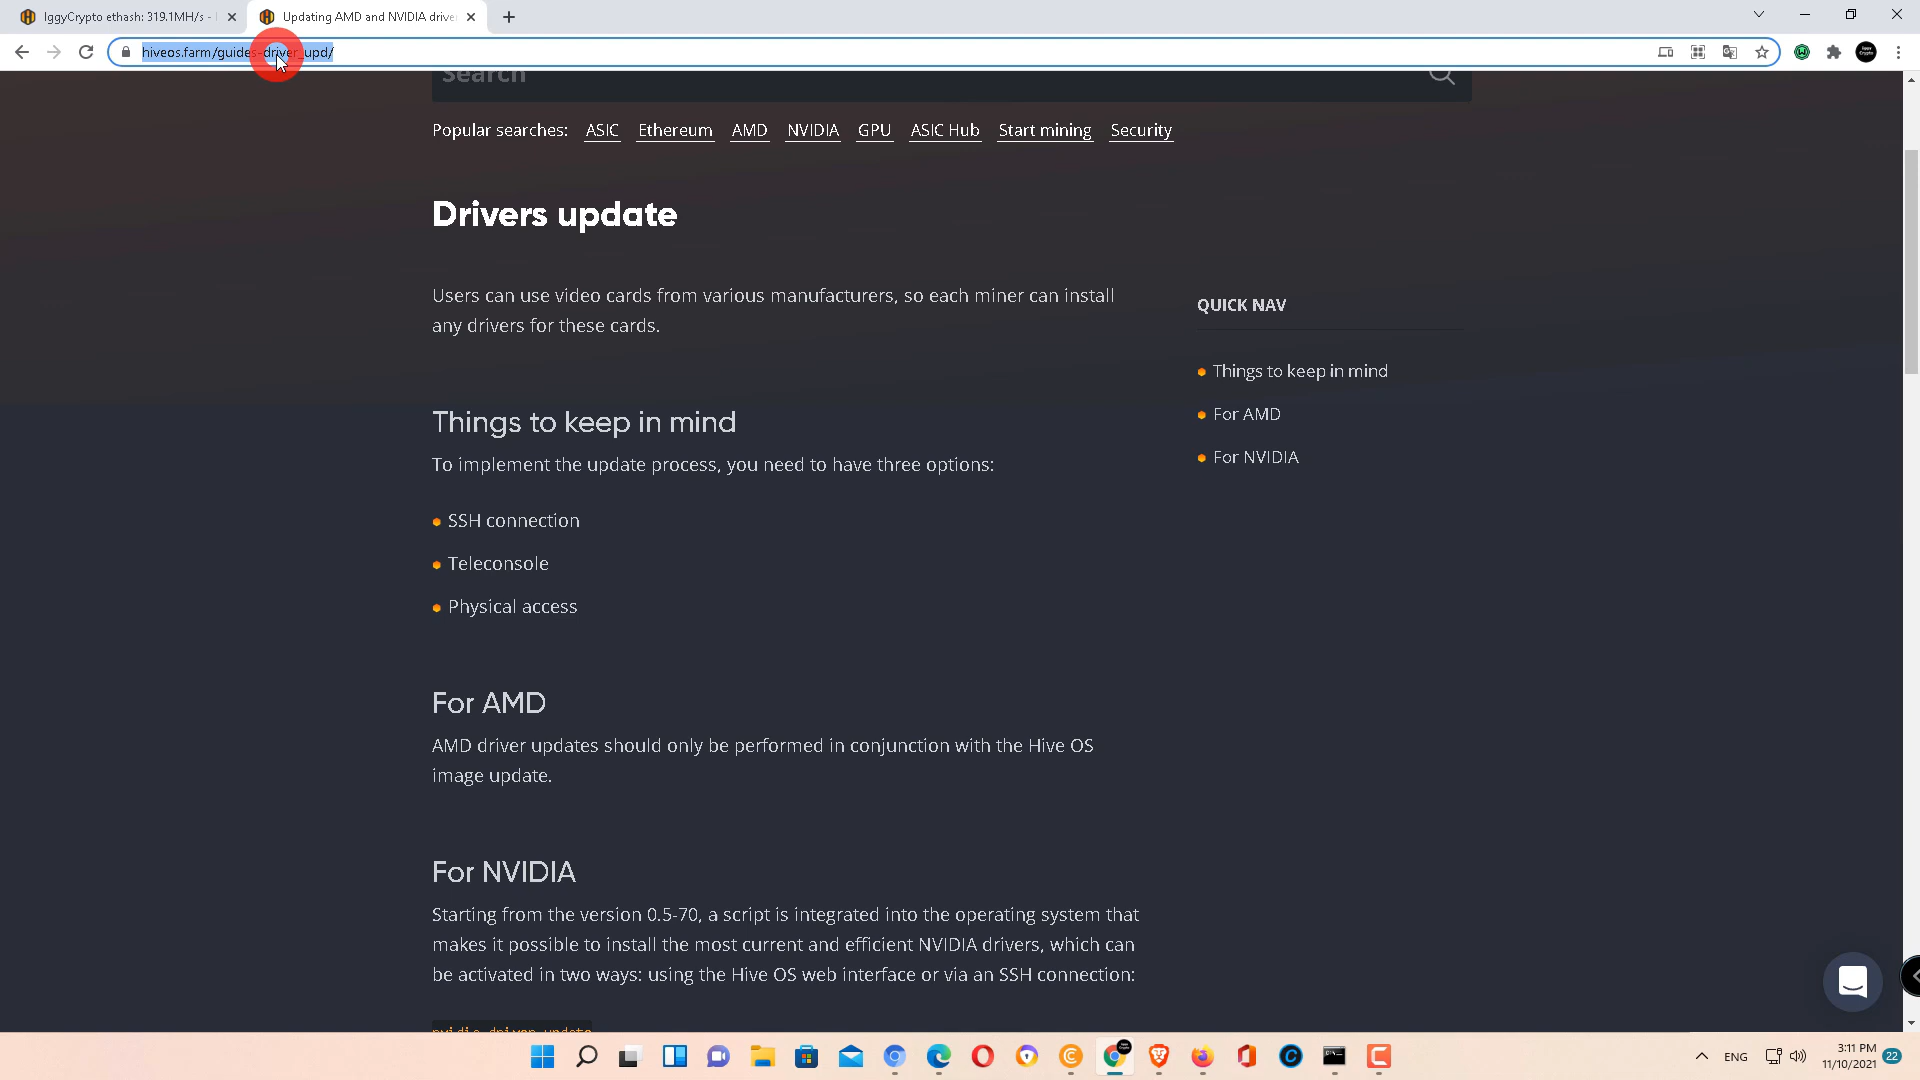 IggyCrypto ethash: 319.1MH/s -
Updating AMD and NVIDIA drive
hiveos.farm/guides-driver_upd/
Search
Popular searches: ASIC Ethereum AMD NVIDIA GPU ASIC Hub Start mining Security
Drivers update
Users can use video cards from various manufacturers, so each miner can install
any drivers for these cards.
QUICK NAV
Things to keep in mind
For AMD
For NVIDIA
Things to keep in mind
To implement the update process, you need to have three options:
SSH connection
Teleconsole
Physical access
For AMD
AMD driver updates should only be performed in conjunction with the Hive OS
image update.
For NVIDIA
Starting from the version 0.5-70, a script is integrated into the operating system that
makes it possible to install the most current and efficient NVIDIA drivers, which can
be activated in two ways: using the Hive OS web interface or via an SSH connection:
nvidia-driver-update
ENG
3:11 PM
11/10/2021
22